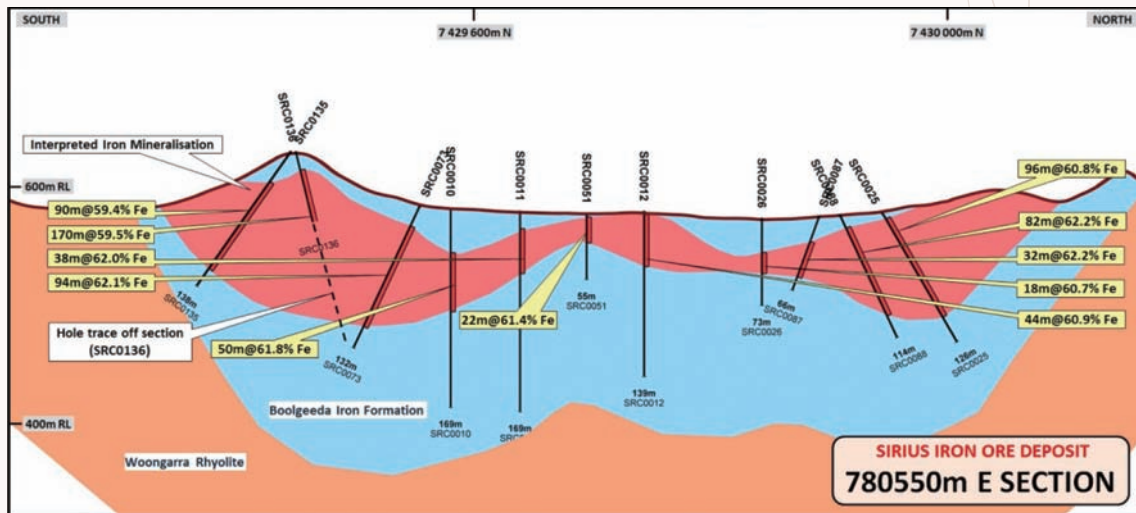 SOUTH
7 429 600m N
7 430 000m N
NORTH
SRC0136
SRC0135
SRC0073
SRC0010
SRC0011
SRC0051
SRC0012
SRC0026
SRC0087
SRC0088
SRC0025
Interpreted Iron Mineralisation
600m RL
90m@59.4% Fe
170m@59.5% Fe
38m@62.0% Fe
94m@62.1% Fe
Hole trace off section
(SRC0136)
50m@61.8% Fe
22m@61.4% Fe
96m@60.8% Fe
82m@62.2% Fe
32m@62.2% Fe
18m@60.7% Fe
44m@60.9% Fe
SRC0136
138m
SRC0135
132m
SRC0073
169m
SRC0010
169m
55m
SRC0051
139m
SRC0012
73m
SRC0026
66m
SRC0087
114m
SRC0088
126m
SRC0025
Boolgeeda Iron Formation
400m RL
Woongarra Rhyolite
SIRIUS IRON ORE DEPOSIT
780550m E SECTION